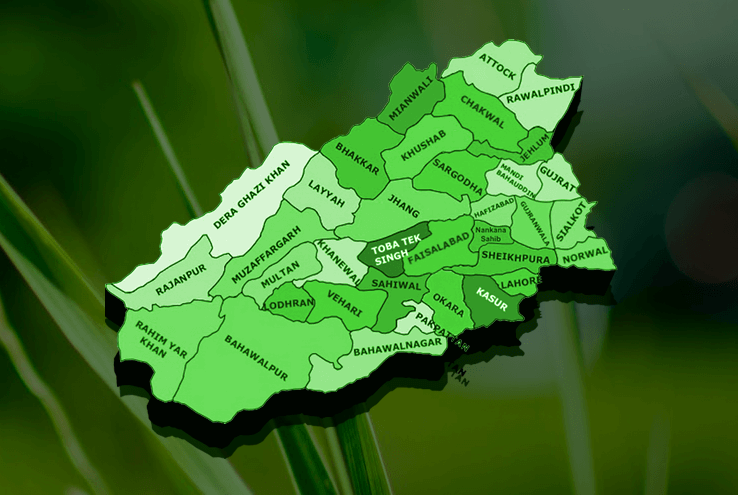 ATTOCK
RAWALPINDI
MIANWALI
CHAKWAL
JEHLUM
KHUSHAB
BHAKKAR
SARGODHA
MANDI
BAHAUDDIN
GUJRAT
DERA GHAZI KHAN
LAYYAH
JHANG
HAFIZABAD
GUJRANWALA
SIALKOT
Nankana
Sahib
TOBA TEK
SINGH
FAISALABAD
SHEIKHPURA
NORWAL
MUZAFFARGARH
KHANEWAL
RAJANPUR
MULTAN
SAHIWAL
LAHORE
LODHRAN
VEHARI
OKARA
KASUR
PAKPATTAN
RAHIM YAR
KHAN
BAHAWALPUR
BAHAWALNAGAR